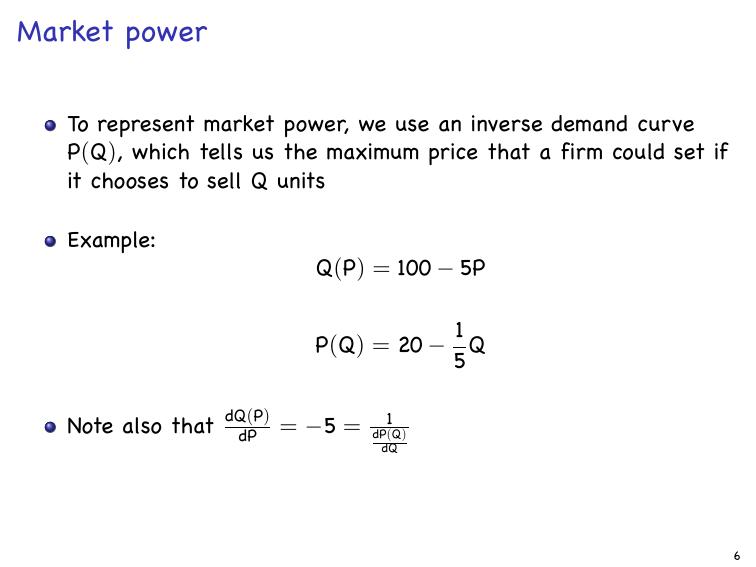 Market power
To represent market power, we use an inverse demand curve
P(Q), which tells us the maximum price that a firm could set if
it chooses to sell Q units
Example:
Q(P) = 100 − 5P
P(Q) = 20 − \frac{1}{5}Q
Note also that \frac{dQ(P)}{dP} = −5 = \frac{1}{\frac{dP(Q)}{dQ}}
6